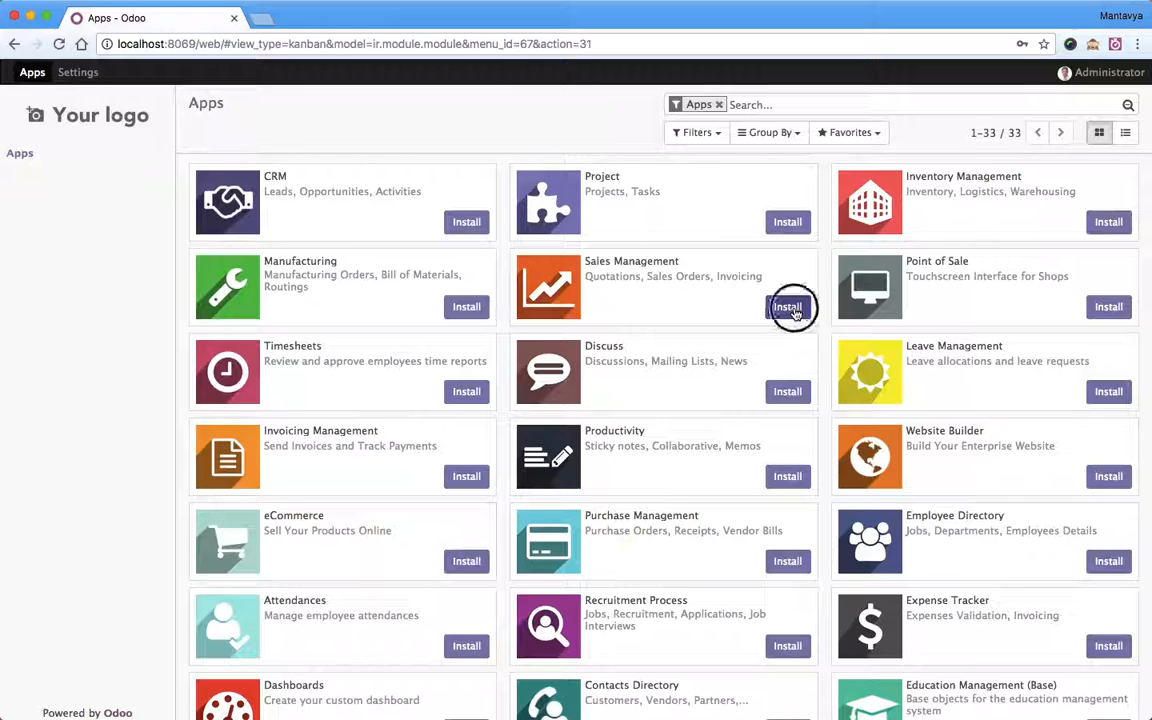 Apps - Odoo
Mantavya
localhost:8069/web/#view_type=kanban&model=ir.module.module&menu_id=67&action=31
Apps
Settings
Administrator
Your logo
Apps
Powered by Odoo
Apps
Apps
Search...
Filters
Group By
Favorites
1-33 / 33
CRM
Leads, Opportunities, Activities
Install
Project
Projects, Tasks
Install
Inventory Management
Inventory, Logistics, Warehousing
Install
Manufacturing
Manufacturing Orders, Bill of Materials,
Routings
Install
Sales Management
Quotations, Sales Orders, Invoicing
Install
Point of Sale
Touchscreen Interface for Shops
Install
Timesheets
Review and approve employees time reports
Install
Discuss
Discussions, Mailing Lists, News
Install
Leave Management
Leave allocations and leave requests
Install
Invoicing Management
Send Invoices and Track Payments
Install
Productivity
Sticky notes, Collaborative, Memos
Install
Website Builder
Build Your Enterprise Website
Install
eCommerce
Sell Your Products Online
Install
Purchase Management
Purchase Orders, Receipts, Vendor Bills
Install
Employee Directory
Jobs, Departments, Employees Details
Install
Attendances
Manage employee attendances
Install
Recruitment Process
Jobs, Recruitment, Applications, Job
Interviews
Install
Expense Tracker
Expenses Validation, Invoicing
Install
Dashboards
Create your custom dashboard
Contacts Directory
Customers, Vendors, Partners,...
Education Management (Base)
Base objects for the education management
system